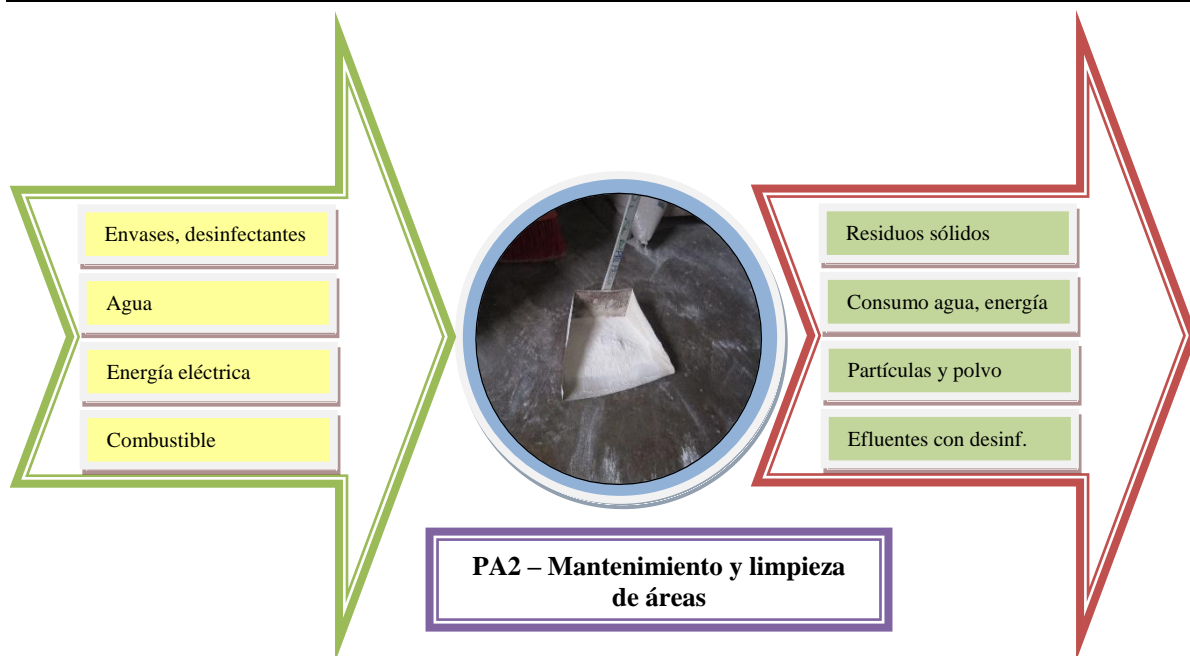 Envases, desinfectantes
Agua
Energía eléctrica
Combustible
Residuos sólidos
Consumo agua, energía
Partículas y polvo
Efluentes con desinf.
PA2 – Mantenimiento y limpieza
de áreas